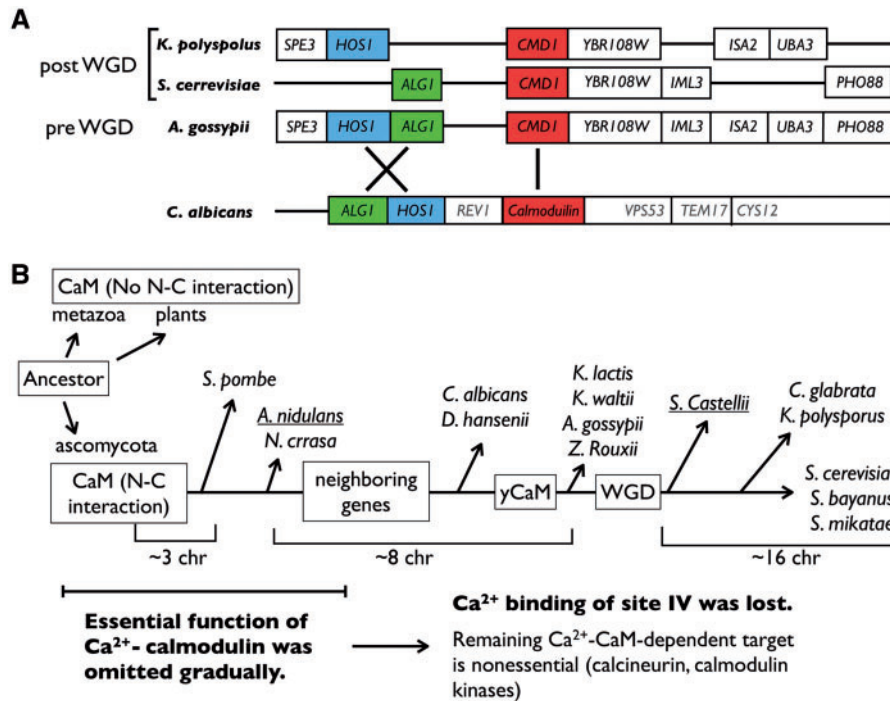 A
post WGD
K. polyspolus
SPE3 HOS1 CMD1 YBR108W ISA2 UBA3
S. cerrevisiae
ALG1 CMD1 YBR108W IML3 PHO88
pre WGD
A. gossypii
SPE3 HOS1 ALG1 CMD1 YBR108W IML3 ISA2 UBA3 PHO88
C. albicans
ALG1 HOS1 REV1 Calmoduilin VPS53 TEM17 CYS12
B
CaM (No N-C interaction)
metazoa plants
Ancestor
ascomycota
CaM (N-C
interaction)
S. pombe
A. nidulans
N. crrasa
neighboring
genes
C. albicans
D. hansenii
yCaM
K. lactis
K. waltii
A. gossypii
Z. Rouxii
WGD
S. Castellii
C. glabrata
K. polysporus
S. cerevisiae
S. bayanus
S. mikatae
~3 chr
~8 chr
~16 chr
Essential function of
Ca²⁺- calmodulin was
omitted gradually.
Ca²⁺ binding of site IV was lost.
Remaining Ca²⁺-CaM-dependent target
is nonessential (calcineurin, calmodulin
kinases)